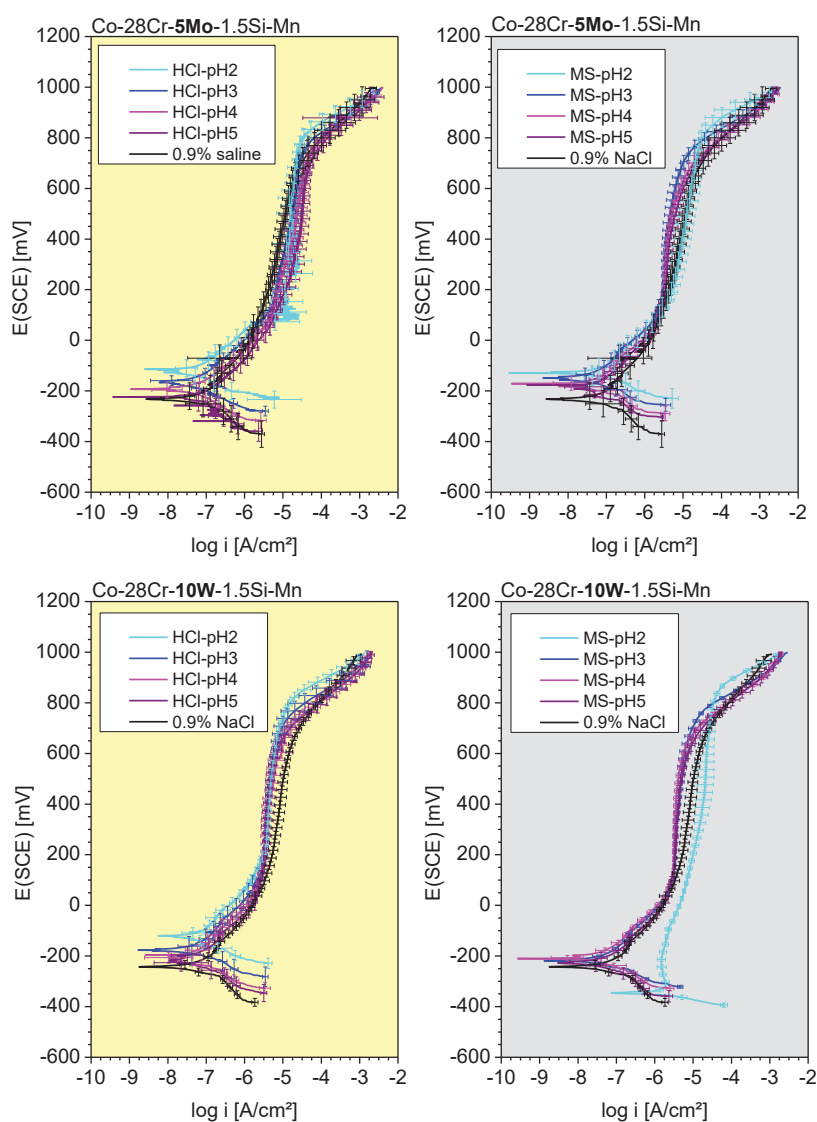 Co-28Cr-5Mo-1.5Si-Mn
1200
1000
800
600
400
200
0
-200
-400
-600
E(SCE) [mV]
HCl-pH2
HCl-pH3
HCl-pH4
HCl-pH5
0.9% saline
-10 -9 -8 -7 -6 -5 -4 -3 -2
log i [A/cm²]
Co-28Cr-5Mo-1.5Si-Mn
1200
1000
800
600
400
200
0
-200
-400
-600
E(SCE) [mV]
MS-pH2
MS-pH3
MS-pH4
MS-pH5
0.9% NaCl
-10 -9 -8 -7 -6 -5 -4 -3 -2
log i [A/cm²]
Co-28Cr-10W-1.5Si-Mn
1200
1000
800
600
400
200
0
-200
-400
-600
E(SCE) [mV]
HCl-pH2
HCl-pH3
HCl-pH4
HCl-pH5
0.9% NaCl
-10 -9 -8 -7 -6 -5 -4 -3 -2
log i [A/cm²]
Co-28Cr-10W-1.5Si-Mn
1200
1000
800
600
400
200
0
-200
-400
-600
E(SCE) [mV]
MS-pH2
MS-pH3
MS-pH4
MS-pH5
0.9% NaCl
-10 -9 -8 -7 -6 -5 -4 -3 -2
log i [A/cm²]